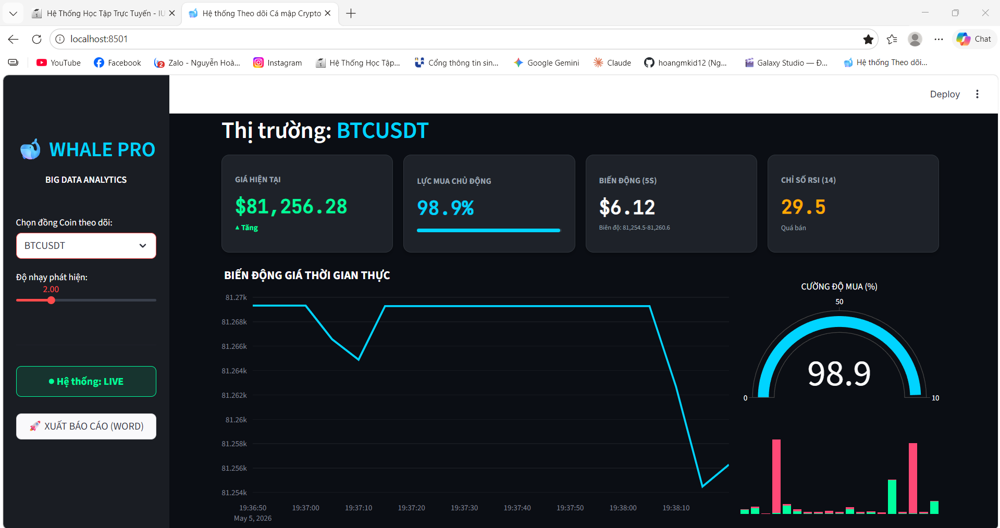 Hệ Thống Học Tập Trực Tuyến - IU
Hệ thống Theo dõi Cá mập Crypto
localhost:8501
Chat
YouTube
Facebook
Zalo - Nguyễn Hoà...
Instagram
Hệ Thống Học Tập...
Cổng thông tin sin...
Google Gemini
Claude
hoangmkid12 (Ng...
Galaxy Studio — Đ...
Hệ thống Theo dõi...
Deploy
WHALE PRO
BIG DATA ANALYTICS
Chọn đồng Coin theo dõi:
BTCUSDT
Độ nhạy phát hiện:
2.00
Hệ thống: LIVE
XUẤT BÁO CÁO (WORD)
Thị trường: BTCUSDT
GIÁ HIỆN TẠI
$81,256.28
▲ Tăng
LỰC MUA CHỦ ĐỘNG
98.9%
BIẾN ĐỘNG (5S)
$6.12
Biên độ: 81,254.5-81,260.6
CHỈ SỐ RSI (14)
29.5
Quá bán
BIẾN ĐỘNG GIÁ THỜI GIAN THỰC
81.27k
81.268k
81.266k
81.264k
81.262k
81.26k
81.258k
81.256k
81.254k
19:36:50
19:37:00
19:37:10
19:37:20
19:37:30
19:37:40
19:37:50
19:38:00
19:38:10
May 5, 2026
CƯỜNG ĐỘ MUA (%)
50
98.9
0
10